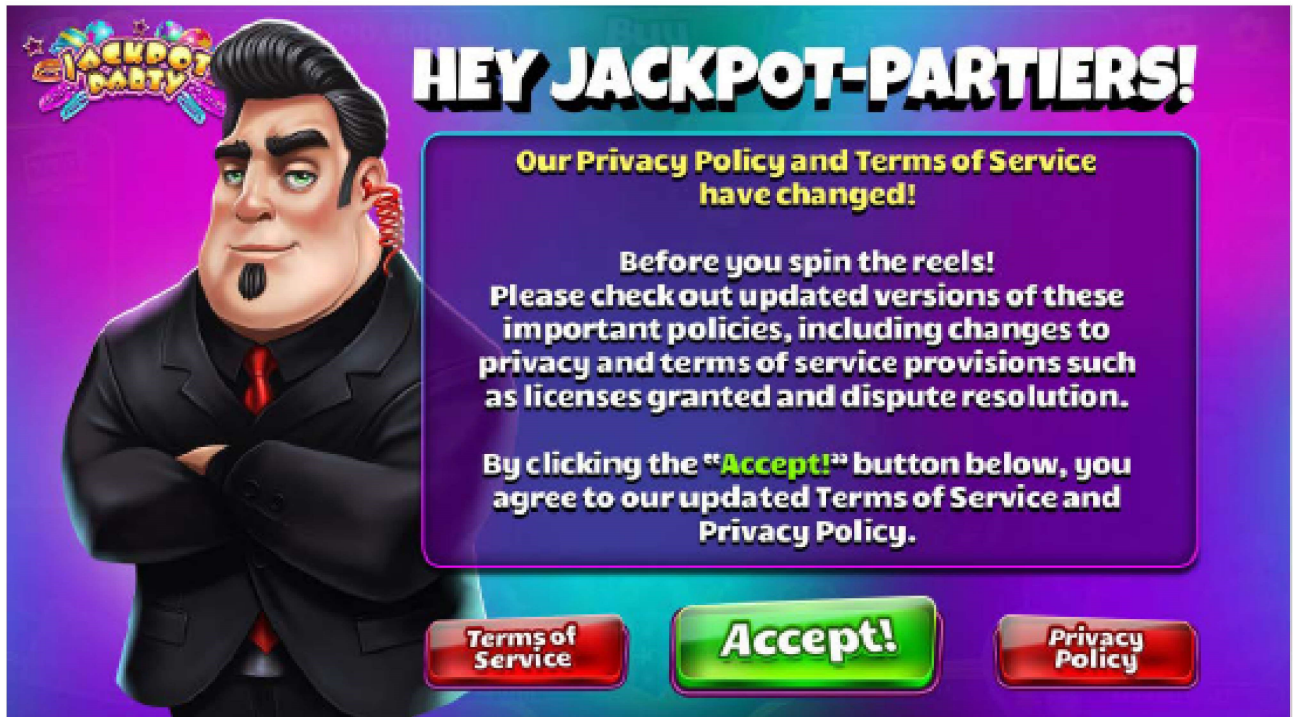 JACKPOT
PARTY
Buy
HEY JACKPOT-PARTIERS!
Our Privacy Policy and Terms of Service
have changed!
Before you spin the reels!
Please check out updated versions of these
important policies, including changes to
privacy and terms of service provisions such
as licenses granted and dispute resolution.
By clicking the "Accept!" button below, you
agree to our updated Terms of Service and
Privacy Policy.
Terms of
Service
Accept!
Privacy
Policy